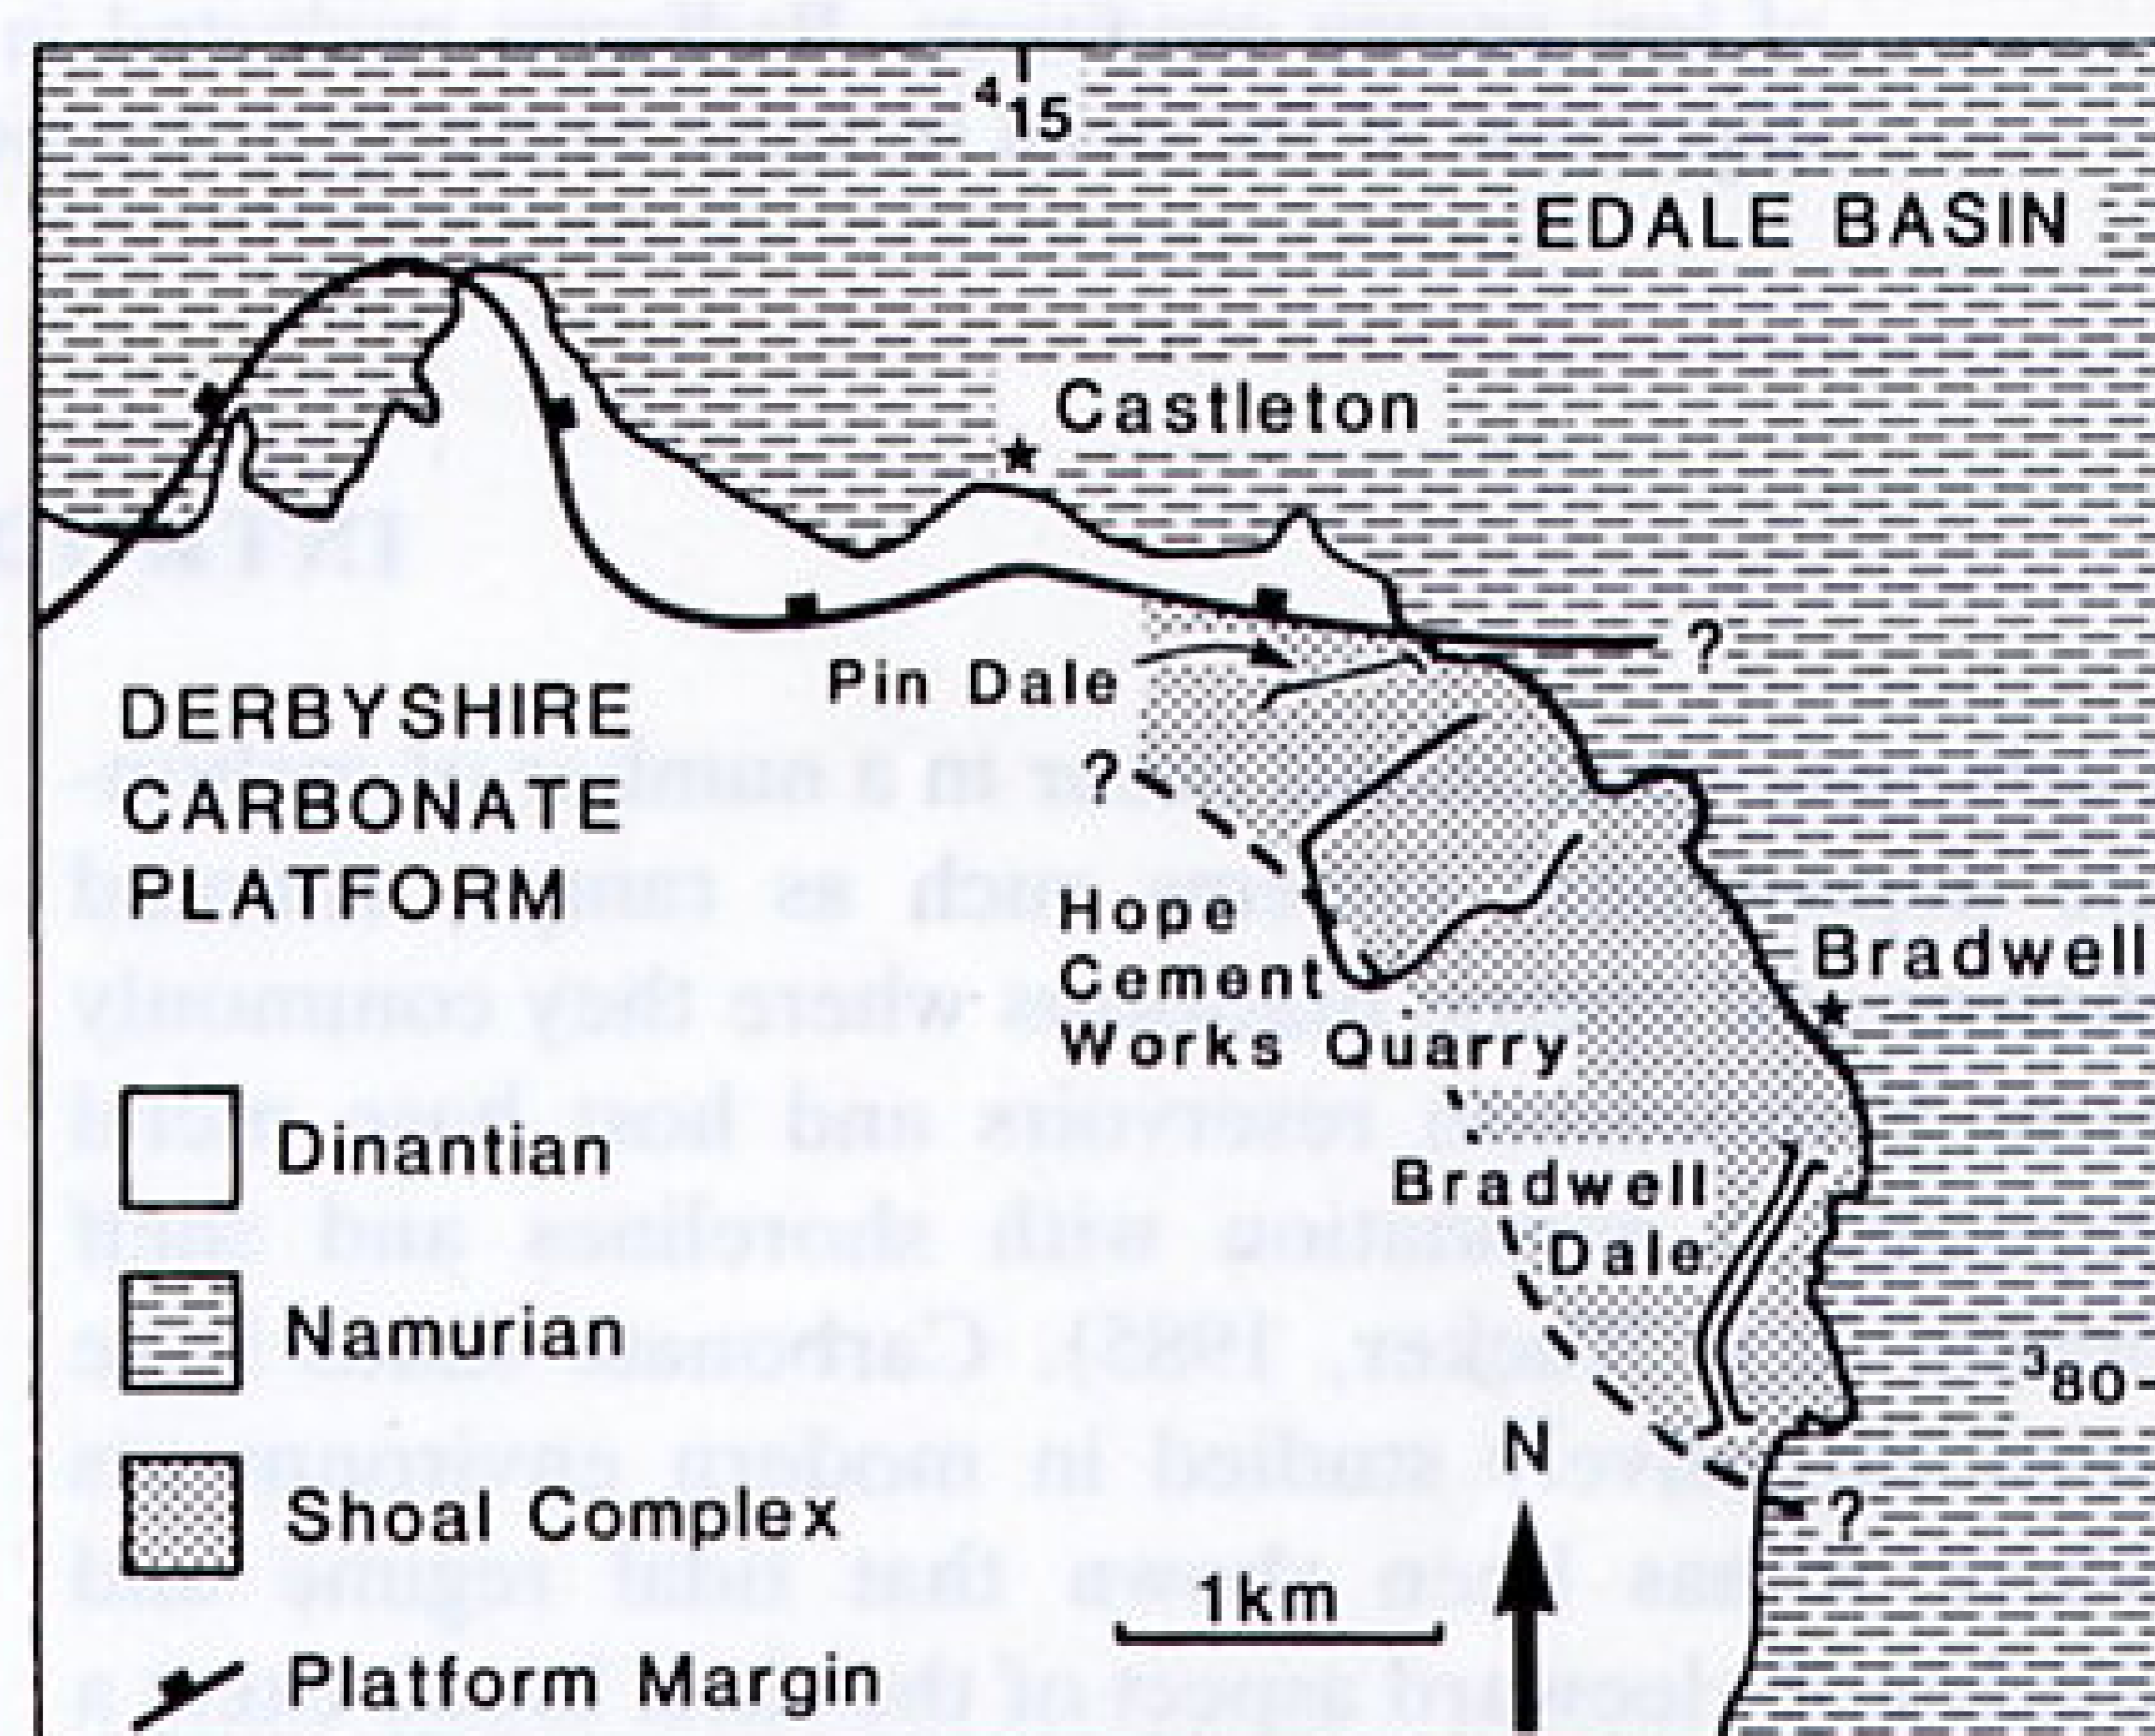 ⁴15
EDALE BASIN
Castleton
?
Pin Dale
DERBYSHIRE
CARBONATE
PLATFORM
?
Hope
Cement
Works Quarry
Bradwell
Bradwell
Dale
³80
Dinantian
Namurian
Shoal Complex
Platform Margin
N
?
1km